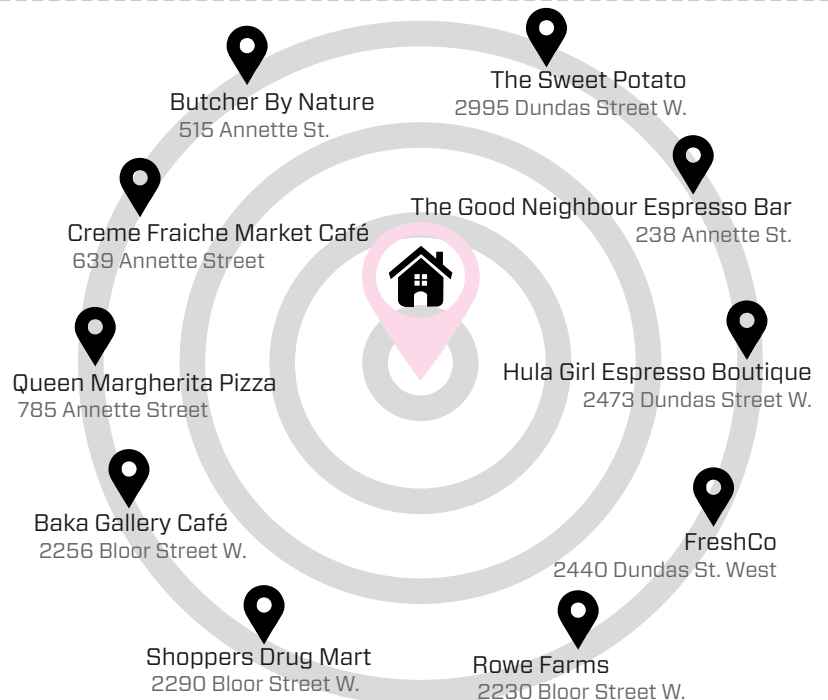 The Sweet Potato
2995 Dundas Street W.
Butcher By Nature
515 Annette St.
The Good Neighbour Espresso Bar
238 Annette St.
Creme Fraiche Market Café
639 Annette Street
Hula Girl Espresso Boutique
2473 Dundas Street W.
Queen Margherita Pizza
785 Annette Street
Baka Gallery Café
2256 Bloor Street W.
FreshCo
2440 Dundas St. West
Shoppers Drug Mart
2290 Bloor Street W.
Rowe Farms
2230 Bloor Street W.